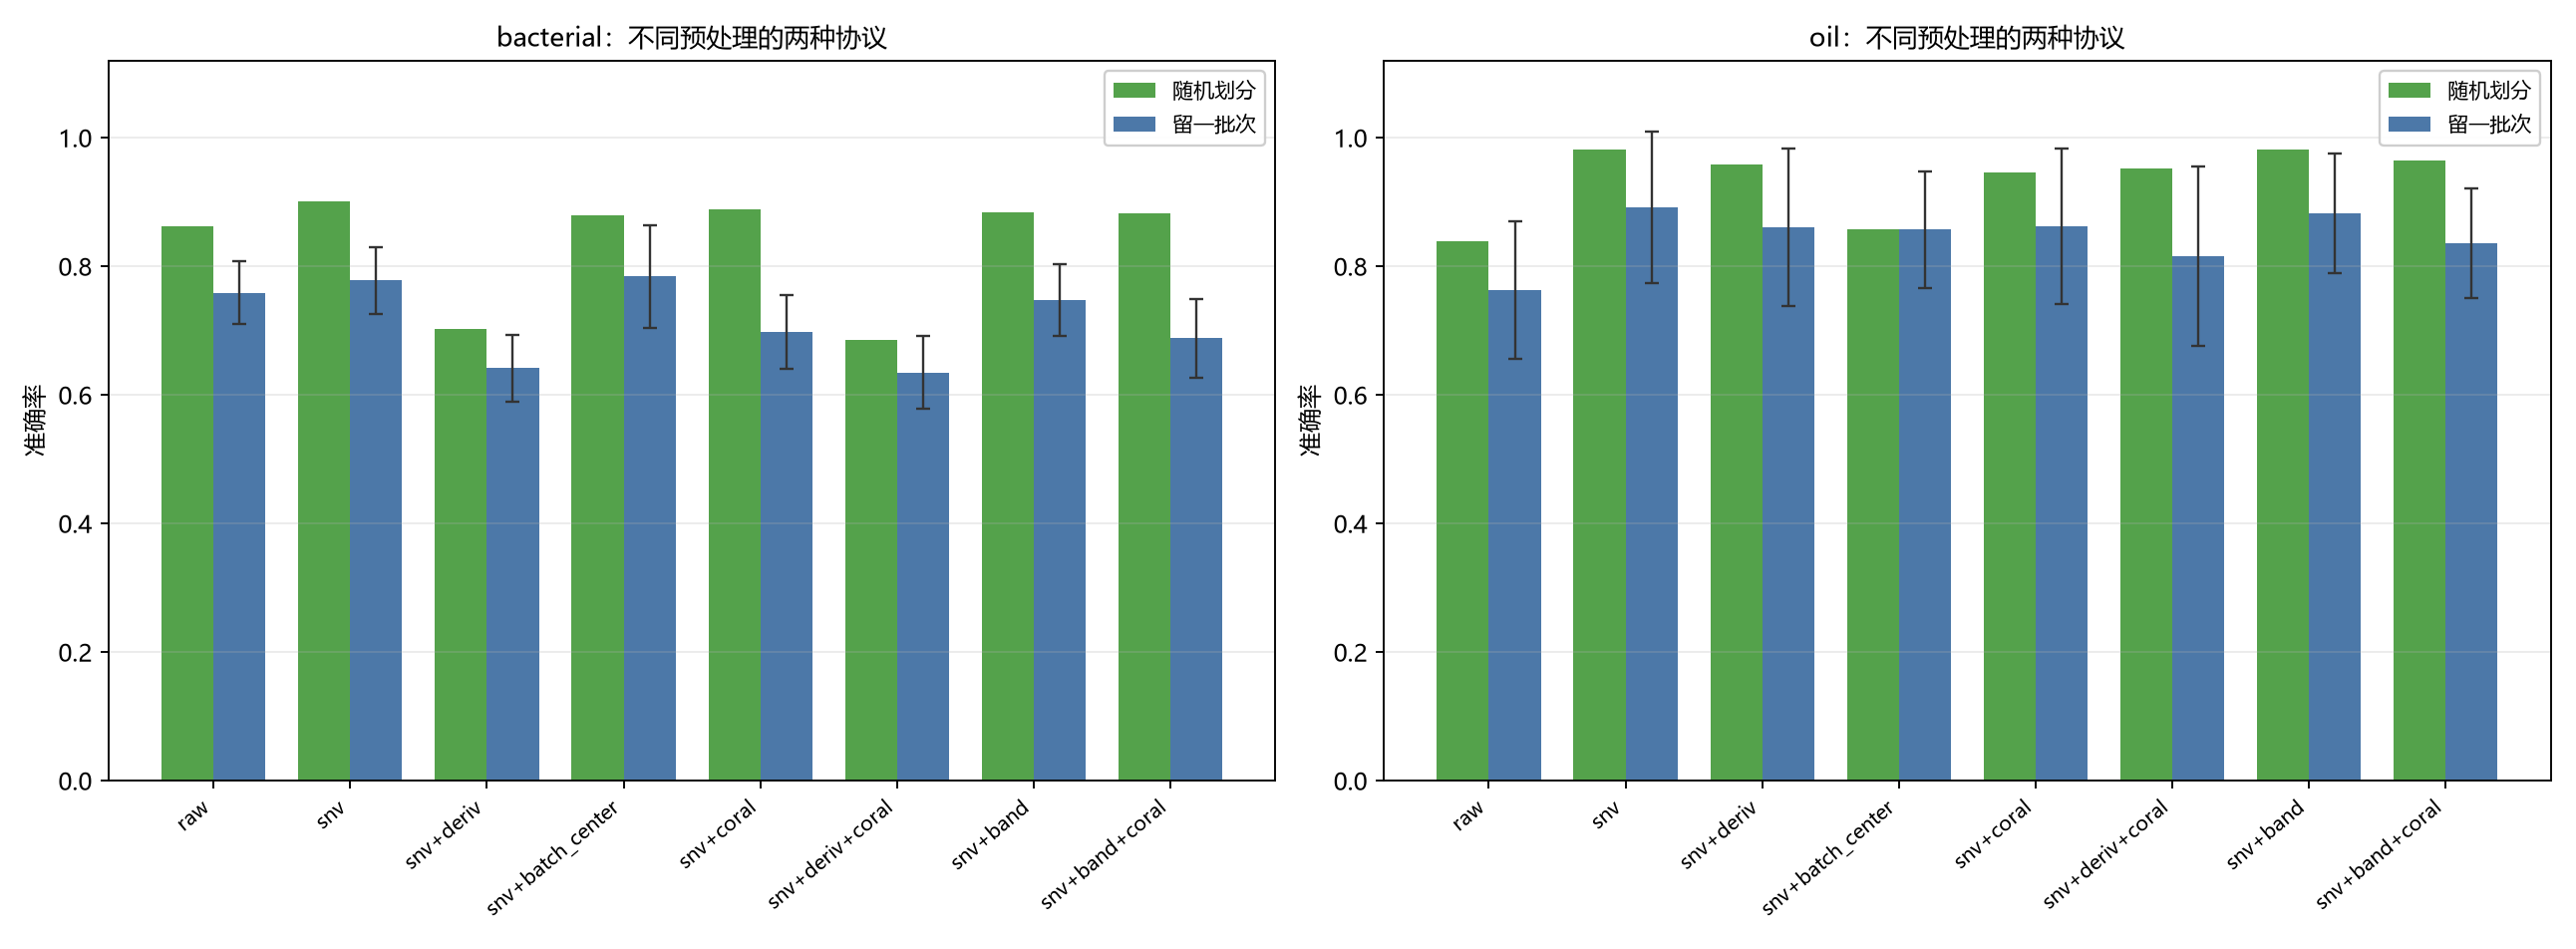 bacterial：不同预处理的两种协议
随机划分
留一批次
准确率
1.0
0.8
0.6
0.4
0.2
0.0
raw
snv
snv+deriv
snv+batch_center
snv+coral
snv+deriv+coral
snv+band
snv+band+coral
oil：不同预处理的两种协议
随机划分
留一批次
准确率
1.0
0.8
0.6
0.4
0.2
0.0
raw
snv
snv+deriv
snv+batch_center
snv+coral
snv+deriv+coral
snv+band
snv+band+coral